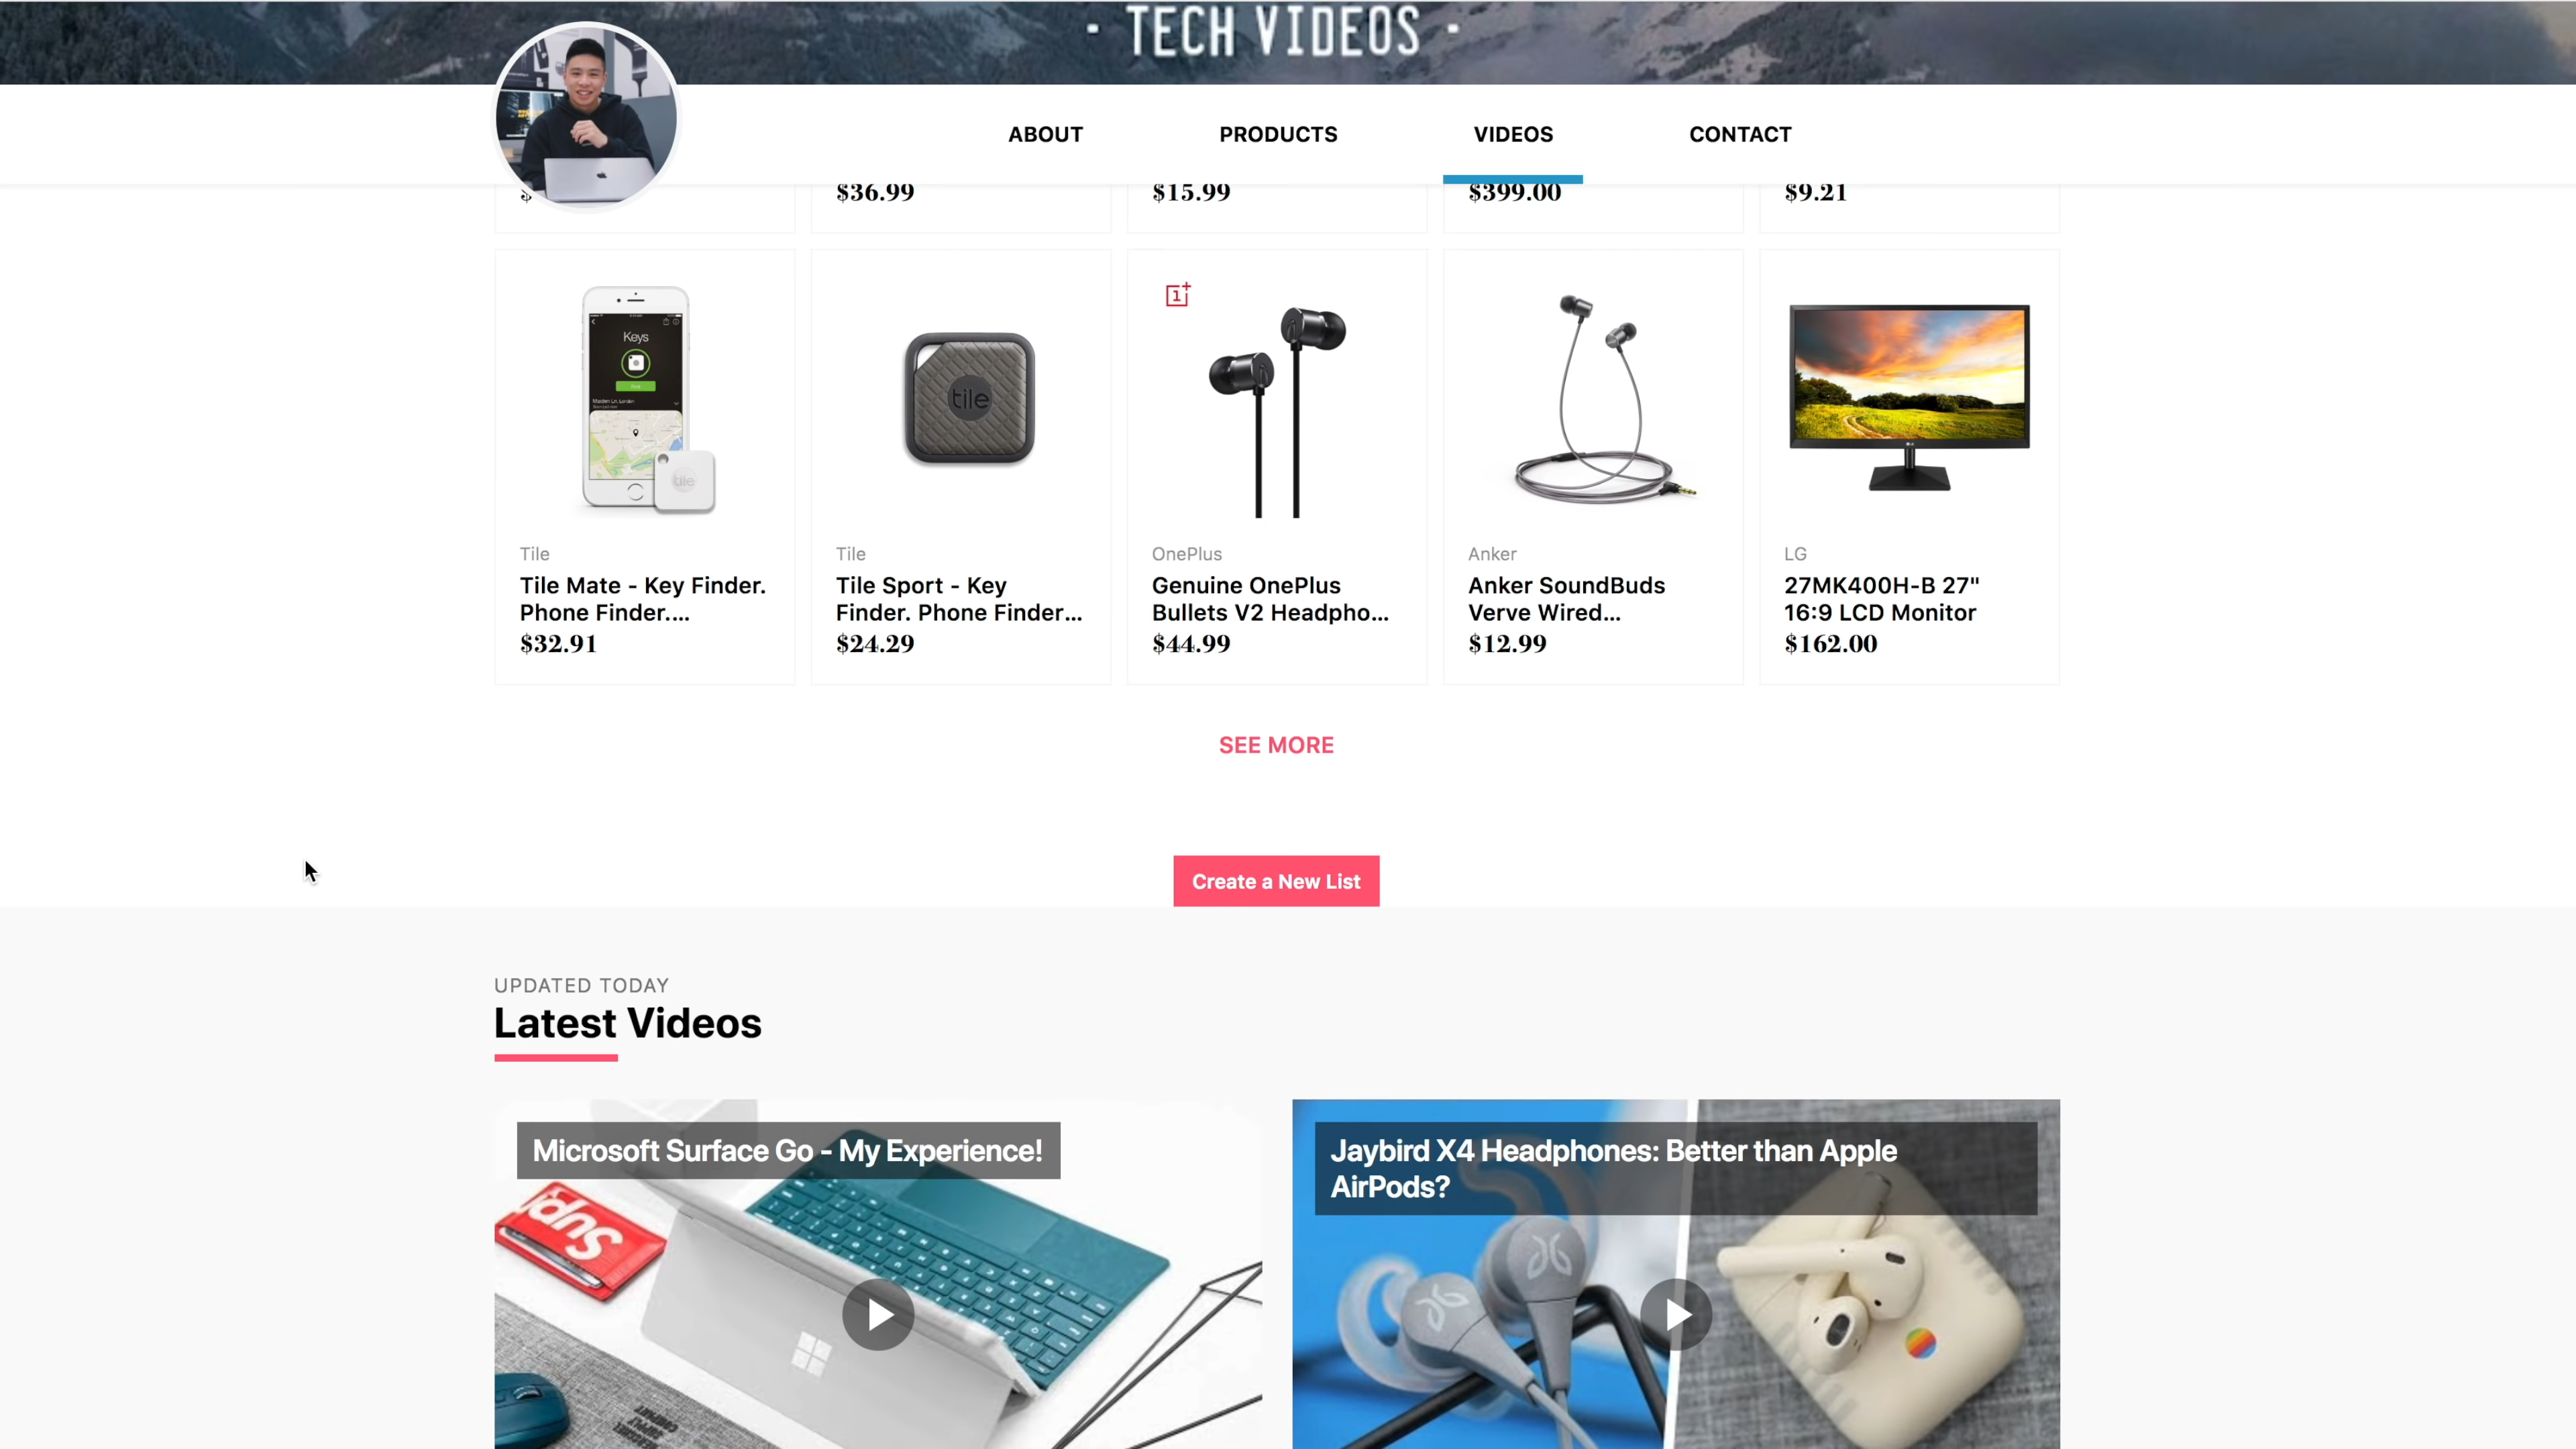 · TECH VIDEOS ·
ABOUT PRODUCTS VIDEOS CONTACT
$36.99 $15.99 $399.00 $9.21
Keys
tile
tile
Tile
Tile Mate - Key Finder.
Phone Finder....
$32.91
Tile
Tile Sport - Key
Finder. Phone Finder...
$24.29
OnePlus
Genuine OnePlus
Bullets V2 Headpho...
$44.99
Anker
Anker SoundBuds
Verve Wired...
$12.99
LG
27MK400H-B 27"
16:9 LCD Monitor
$162.00
SEE MORE
Create a New List
UPDATED TODAY
Latest Videos
Microsoft Surface Go - My Experience!
Sup
Jaybird X4 Headphones: Better than Apple
AirPods?